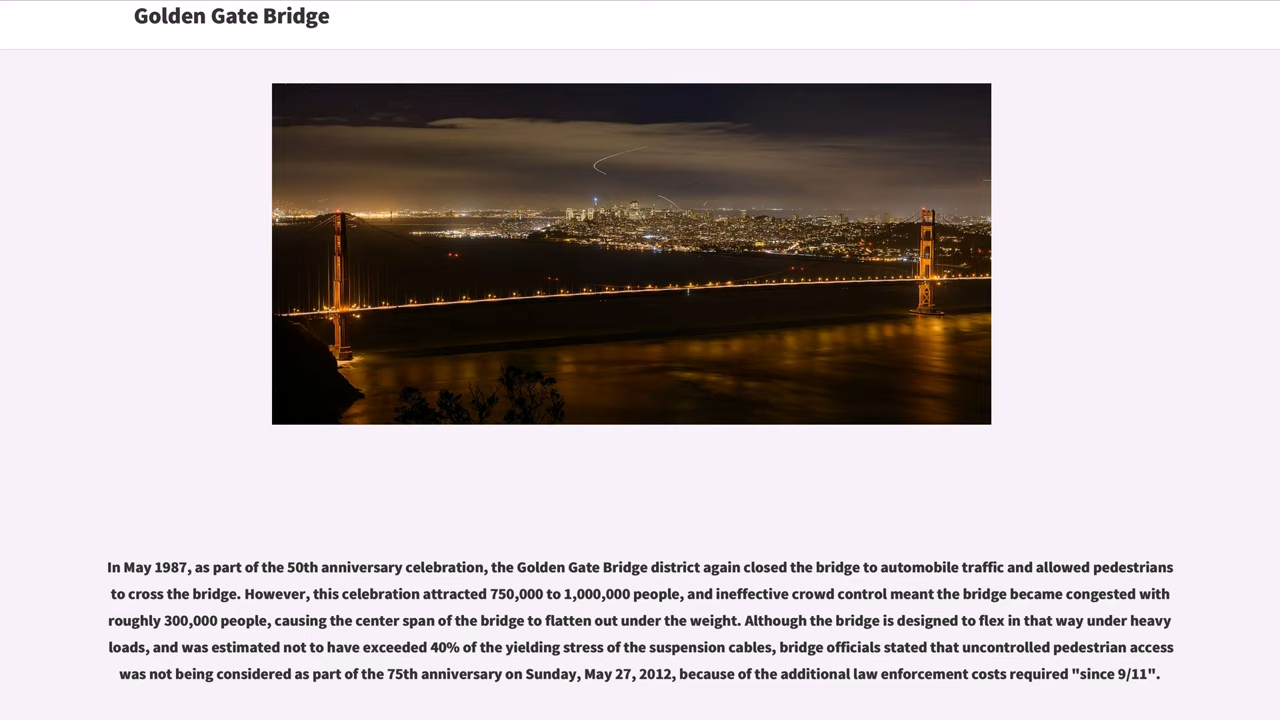 Golden Gate Bridge
In May 1987, as part of the 50th anniversary celebration, the Golden Gate Bridge district again closed the bridge to automobile traffic and allowed pedestrians
to cross the bridge. However, this celebration attracted 750,000 to 1,000,000 people, and ineffective crowd control meant the bridge became congested with
roughly 300,000 people, causing the center span of the bridge to flatten out under the weight. Although the bridge is designed to flex in that way under heavy
loads, and was estimated not to have exceeded 40% of the yielding stress of the suspension cables, bridge officials stated that uncontrolled pedestrian access
was not being considered as part of the 75th anniversary on Sunday, May 27, 2012, because of the additional law enforcement costs required "since 9/11".